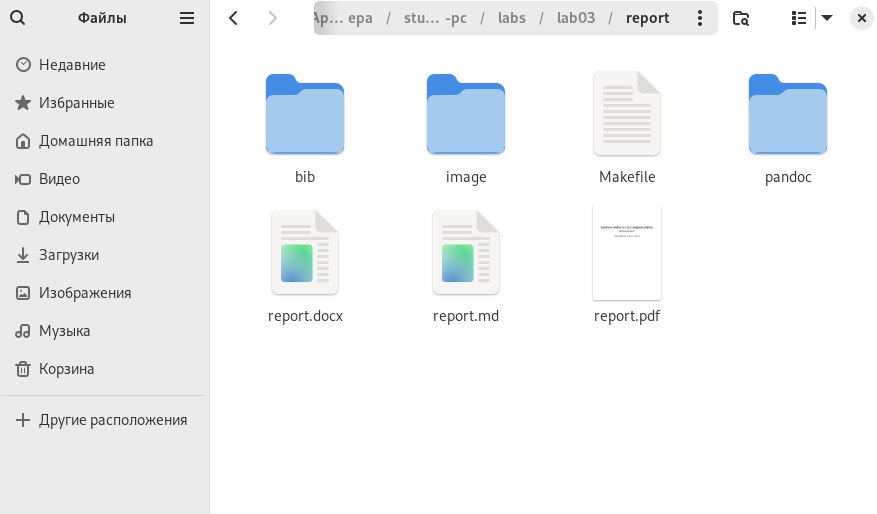 Файлы
Ар… ера / stu… -pc / labs / lab03 / report
Недавние
Избранные
Домашняя папка
Видео
Документы
Загрузки
Изображения
Музыка
Корзина
Другие расположения
bib
image
Makefile
pandoc
report.docx
report.md
report.pdf